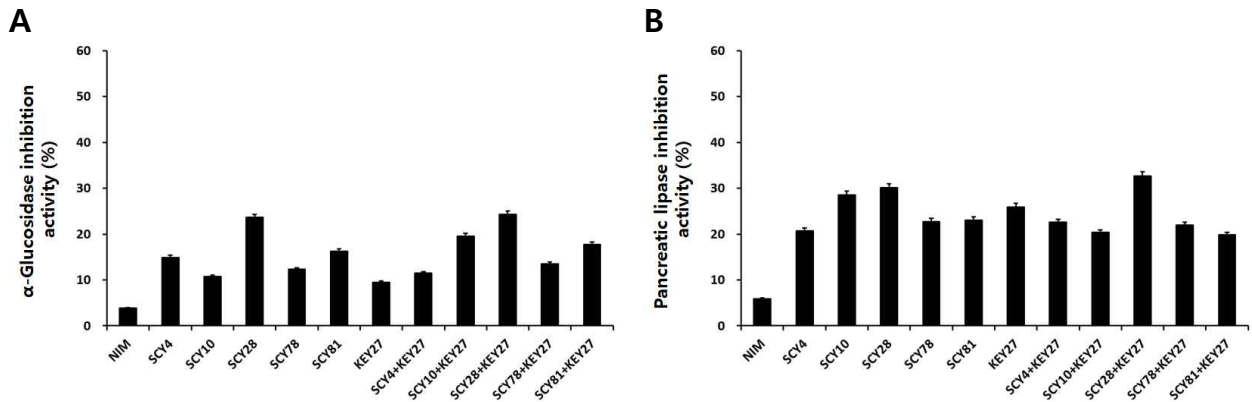 A
α-Glucosidase inhibition
activity (%)
60
50
40
30
20
10
0
NIM
SCY4
SCY10
SCY28
SCY78
SCY81
KEY27
SCY4+KEY27
SCY10+KEY27
SCY28+KEY27
SCY78+KEY27
SCY81+KEY27
B
Pancreatic lipase inhibition
activity (%)
60
50
40
30
20
10
0
NIM
SCY4
SCY10
SCY28
SCY78
SCY81
KEY27
SCY4+KEY27
SCY10+KEY27
SCY28+KEY27
SCY78+KEY27
SCY81+KEY27